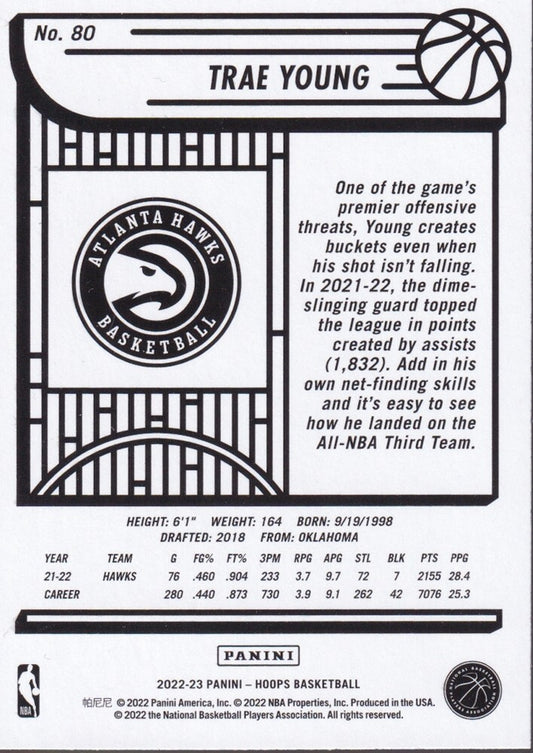 No. 80
TRAE YOUNG
ATLANTA HAWKS
BASKETBALL
One of the game's
premier offensive
threats, Young creates
buckets even when
his shot isn't falling.
In 2021-22, the dime-
slinging guard topped
the league in points
created by assists
(1,832). Add in his
own net-finding skills
and it's easy to see
how he landed on the
All-NBA Third Team.
HEIGHT: 6'1" WEIGHT: 164 BORN: 9/19/1998
DRAFTED: 2018 FROM: OKLAHOMA
YEAR TEAM G FG% FT% 3PM RPG APG STL BLK PTS PPG
21-22 HAWKS 76 .460 .904 233 3.7 9.7 72 7 2155 28.4
CAREER 280 .440 .873 730 3.9 9.1 262 42 7076 25.3
PANINI
2022-23 PANINI – HOOPS BASKETBALL
帕尼尼 © 2022 Panini America, Inc. © 2022 NBA Properties, Inc. Produced in the USA.
© 2022 the National Basketball Players Association. All rights reserved.
NBA
NATIONAL BASKETBALL
PLAYERS ASSOCIATION